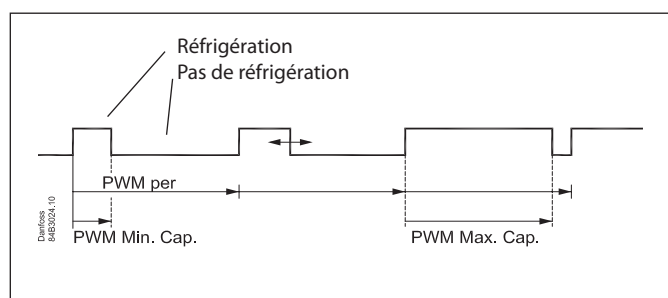 Réfrigération
Pas de réfrigération
PWM per
Danfoss
84B3024.10
PWM Min. Cap.
PWM Max. Cap.